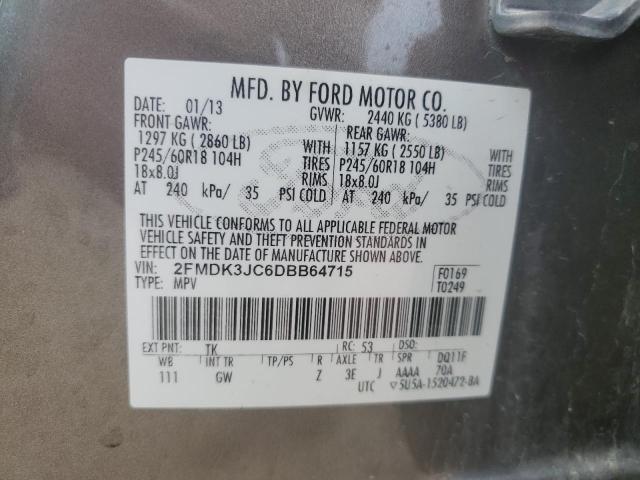 MFD. BY FORD MOTOR CO.
DATE: 01/13 GVWR: 2440 KG ( 5380 LB)
FRONT GAWR: REAR GAWR:
1297 KG ( 2860 LB) 1157 KG ( 2550 LB)
P245/60R18 104H TIRES P245/60R18 104H
18x8.0J RIMS 18x8.0J
AT 240 kPa/ 35 PSI COLD AT 240 kPa/ 35 PSI COLD
THIS VEHICLE CONFORMS TO ALL APPLICABLE FEDERAL MOTOR
VEHICLE SAFETY AND THEFT PREVENTION STANDARDS IN
EFFECT ON THE DATE OF MANUFACTURE SHOWN ABOVE.
VIN: 2FMDK3JC6DBB64715 F0169
TYPE: MPV T0249
EXT PNT: TK RC: 53 DSO:
WB INT TR TP/PS R AXLE TR SPR DQ11F
111 GW Z 3E J AAAA 70A
UTC ▽5U5A-1520472-BA